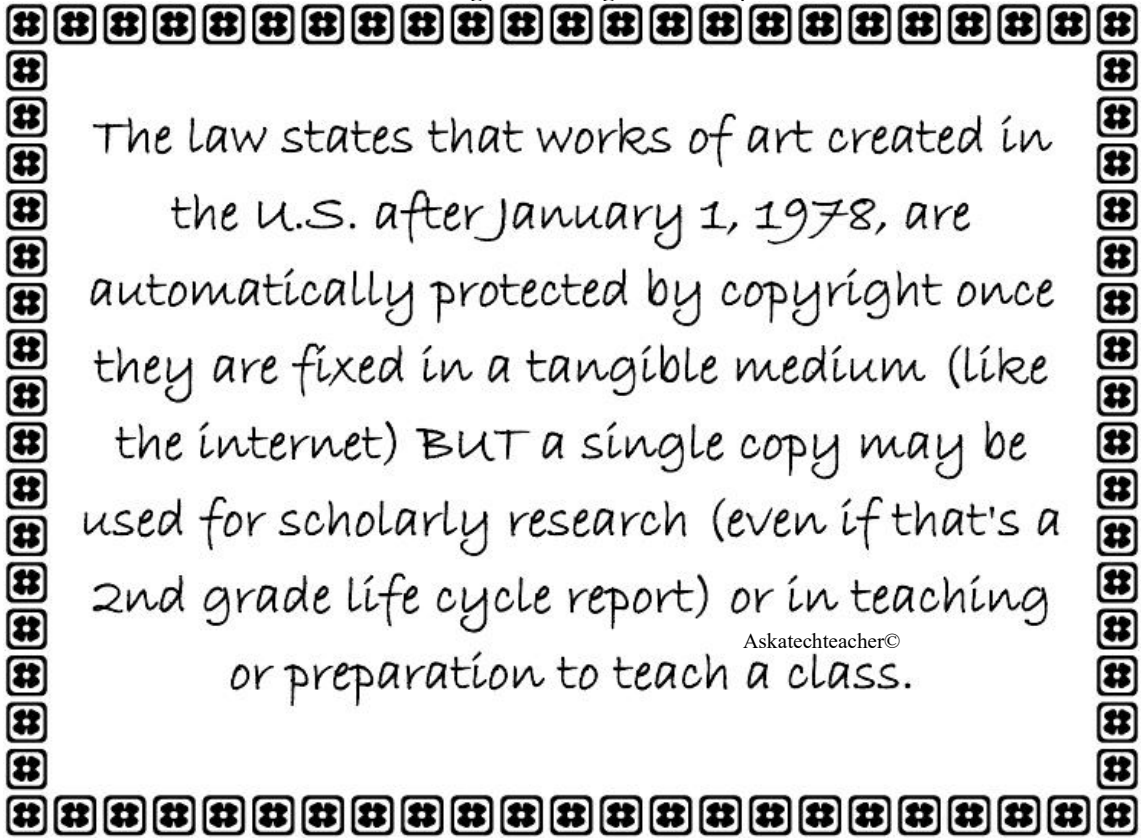 The law states that works of art created in
the U.S. after January 1, 1978, are
automatically protected by copyright once
they are fixed in a tangible medium (like
the internet) BUT a single copy may be
used for scholarly research (even if that's a
2nd grade life cycle report) or in teaching
Askatechteacher©
or preparation to teach a class.